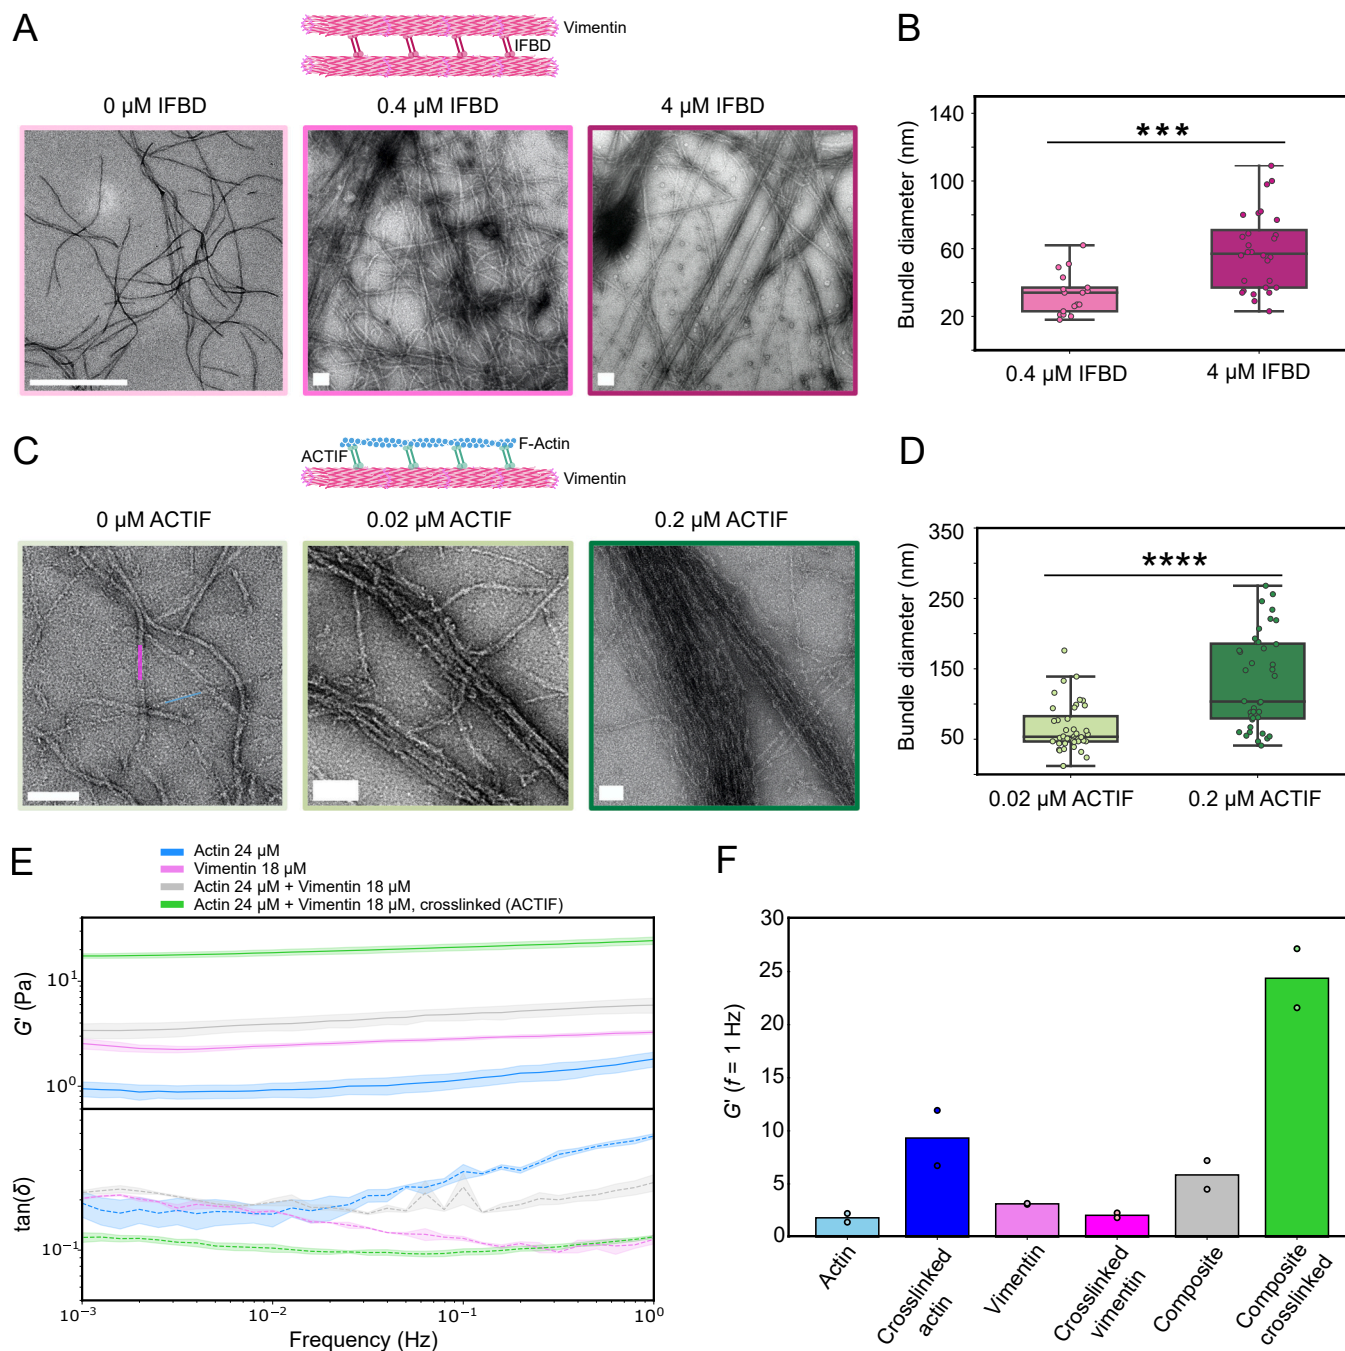 A
Vimentin
IFBD
0 µM IFBD
0.4 µM IFBD
4 µM IFBD
B
Bundle diameter (nm)
140
100
60
20
***
0.4 µM IFBD
4 µM IFBD
C
ACTIF
F-Actin
Vimentin
0 µM ACTIF
0.02 µM ACTIF
0.2 µM ACTIF
D
Bundle diameter (nm)
350
250
150
50
****
0.02 µM ACTIF
0.2 µM ACTIF
E
Actin 24 µM
Vimentin 18 µM
Actin 24 µM + Vimentin 18 µM
Actin 24 µM + Vimentin 18 µM, crosslinked (ACTIF)
G' (Pa)
10¹
10⁰
tan(δ)
10⁻¹
10⁻³
10⁻²
10⁻¹
10⁰
Frequency (Hz)
F
G' (f = 1 Hz)
30
25
20
15
10
5
0
Actin
Crosslinked
actin
Vimentin
Crosslinked
vimentin
Composite
Composite
crosslinked